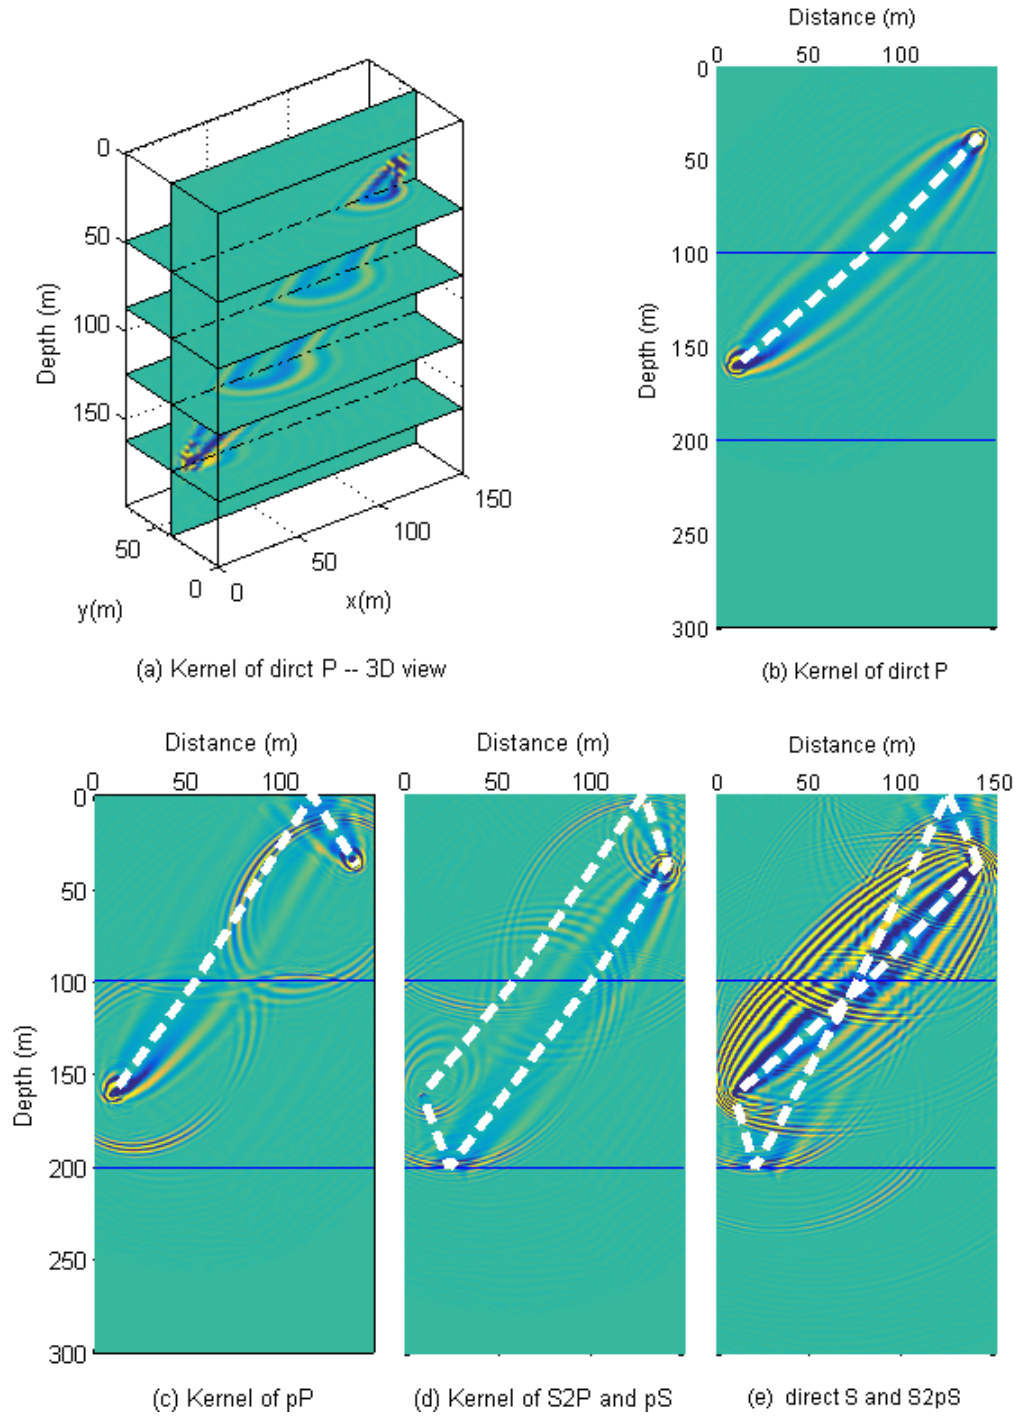 Distance (m)
0 50 100
0
50
100
150
200
250
300
Depth (m)
0
50
100
150
Depth (m)
50
0
y(m)
0
50
100
150
x(m)
(a) Kernel of dirct P -- 3D view
(b) Kernel of dirct P
Distance (m)
0 50 100
0
50
100
150
200
250
300
Depth (m)
Distance (m)
0 50 100
Distance (m)
0 50 100 150
(c) Kernel of pP
(d) Kernel of S2P and pS
(e) direct S and S2pS